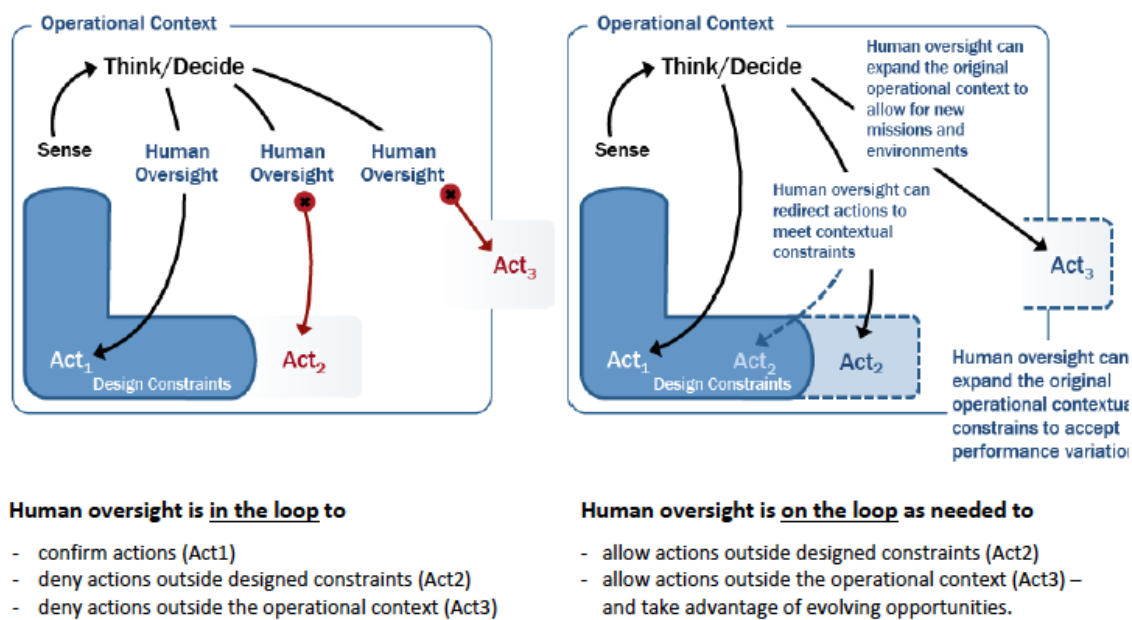 Operational Context
Think/Decide
Sense
Human
Oversight
Human
Oversight
Human
Oversight
Act3
Act1
Act2
Design Constraints
Operational Context
Think/Decide
Sense
Human oversight can
expand the original
operational context to
allow for new
missions and
environments
Human oversight can
redirect actions to
meet contextual
constraints
Act3
Act1
Act2
Act2
Design Constraints
Human oversight can
expand the original
operational contextua
constrains to accept
performance variation
Human oversight is in the loop to
- confirm actions (Act1)
- deny actions outside designed constraints (Act2)
- deny actions outside the operational context (Act3)
Human oversight is on the loop as needed to
- allow actions outside designed constraints (Act2)
- allow actions outside the operational context (Act3) –
and take advantage of evolving opportunities.